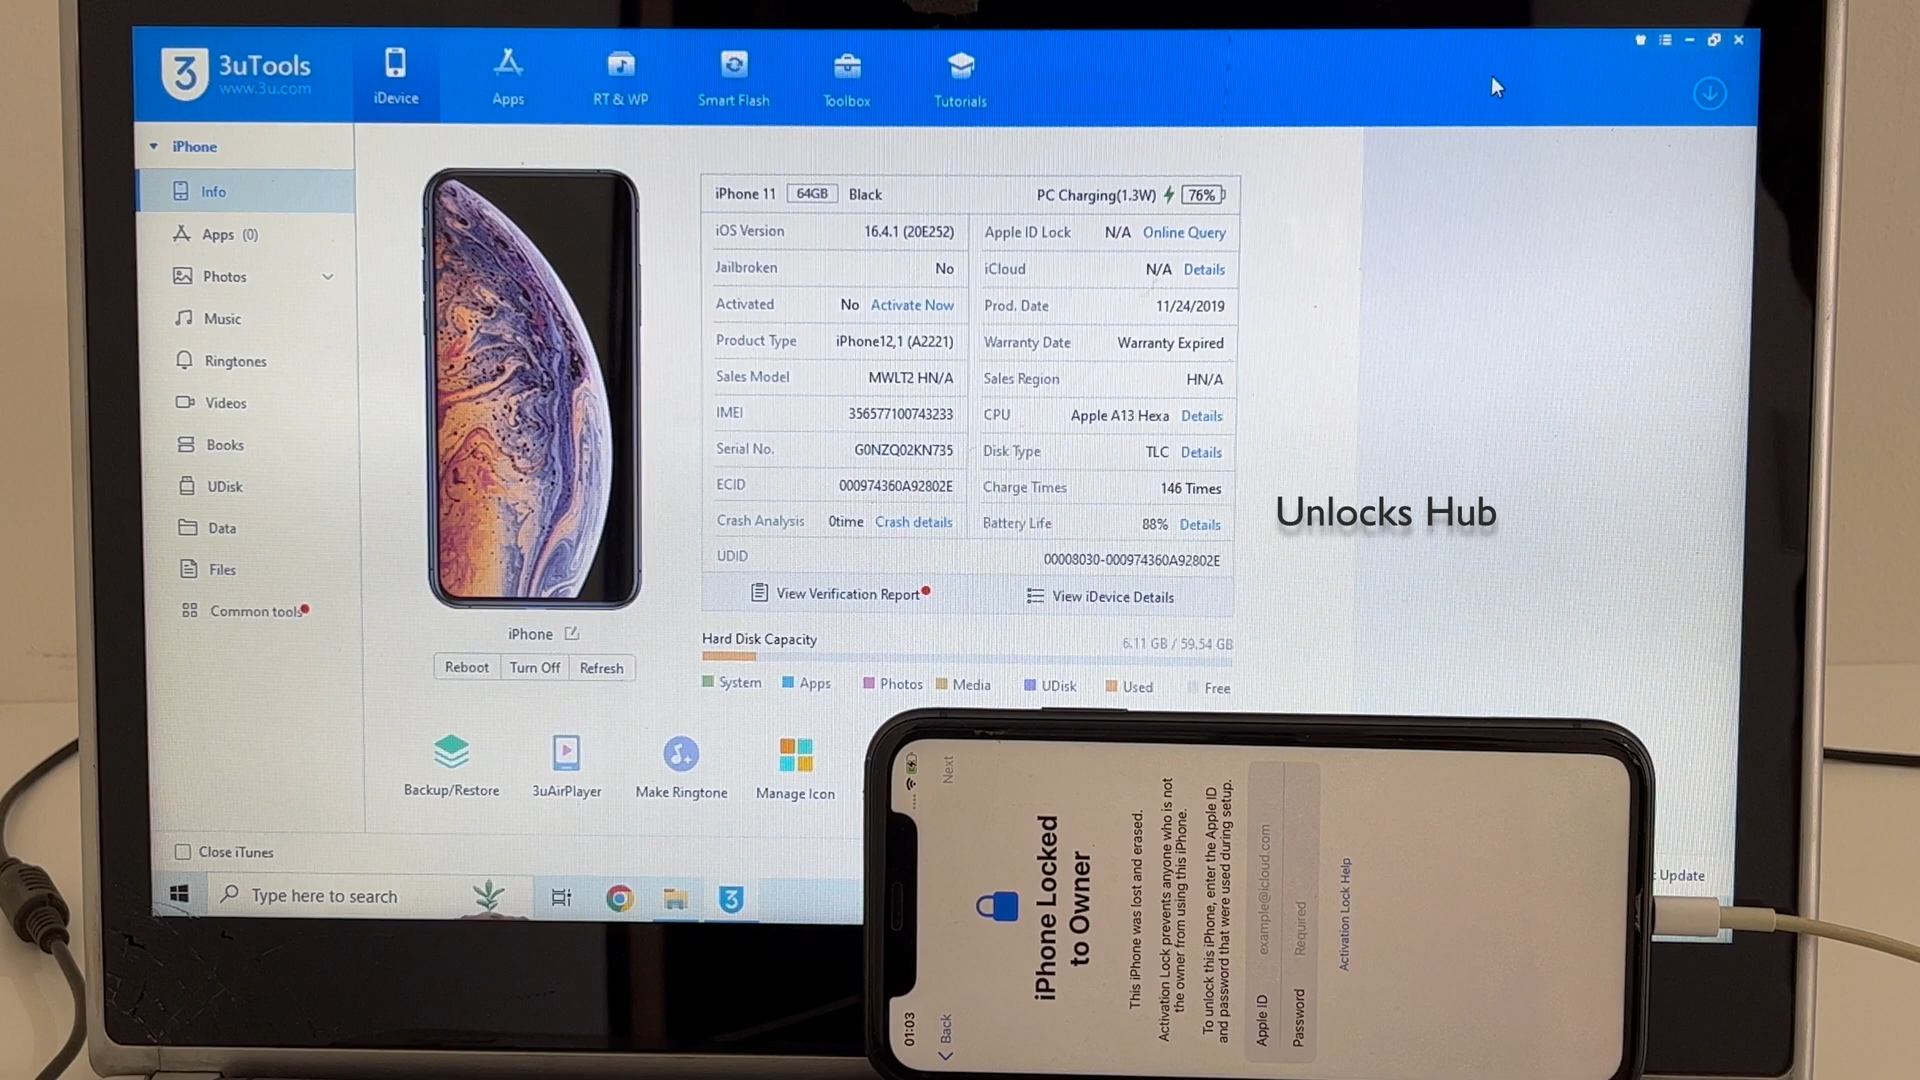 3
3uTools
www.3u.com
iDevice
Apps
RT & WP
Smart Flash
Toolbox
Tutorials
iPhone
Info
Apps (0)
Photos
Music
Ringtones
Videos
Books
UDisk
Data
Files
Common tools
iPhone
Reboot
Turn Off
Refresh
iPhone 11 64GB Black PC Charging(1.3W) 76%
iOS Version 16.4.1 (20E252) Apple ID Lock N/A Online Query
Jailbroken No iCloud N/A Details
Activated No Activate Now Prod. Date 11/24/2019
Product Type iPhone12,1 (A2221) Warranty Date Warranty Expired
Sales Model MWLT2 HN/A Sales Region HN/A
IMEI 356577100743233 CPU Apple A13 Hexa Details
Serial No. G0NZQ02KN735 Disk Type TLC Details
ECID 000974360A92802E Charge Times 146 Times
Crash Analysis 0time Crash details Battery Life 88% Details
UDID 00008030-000974360A92802E
View Verification Report View iDevice Details
Hard Disk Capacity 6.11 GB / 59.54 GB
System Apps Photos Media UDisk Used Free
Backup/Restore
3uAirPlayer
Make Ringtone
Manage Icon
Close iTunes
Type here to search
3
Update
Unlocks Hub
01:03
Back
Next
iPhone Locked
to Owner
This iPhone was lost and erased.
Activation Lock prevents anyone who is not
the owner from using this iPhone.
To unlock this iPhone, enter the Apple ID
and password that were used during setup.
Apple ID example@icloud.com
Password Required
Activation Lock Help